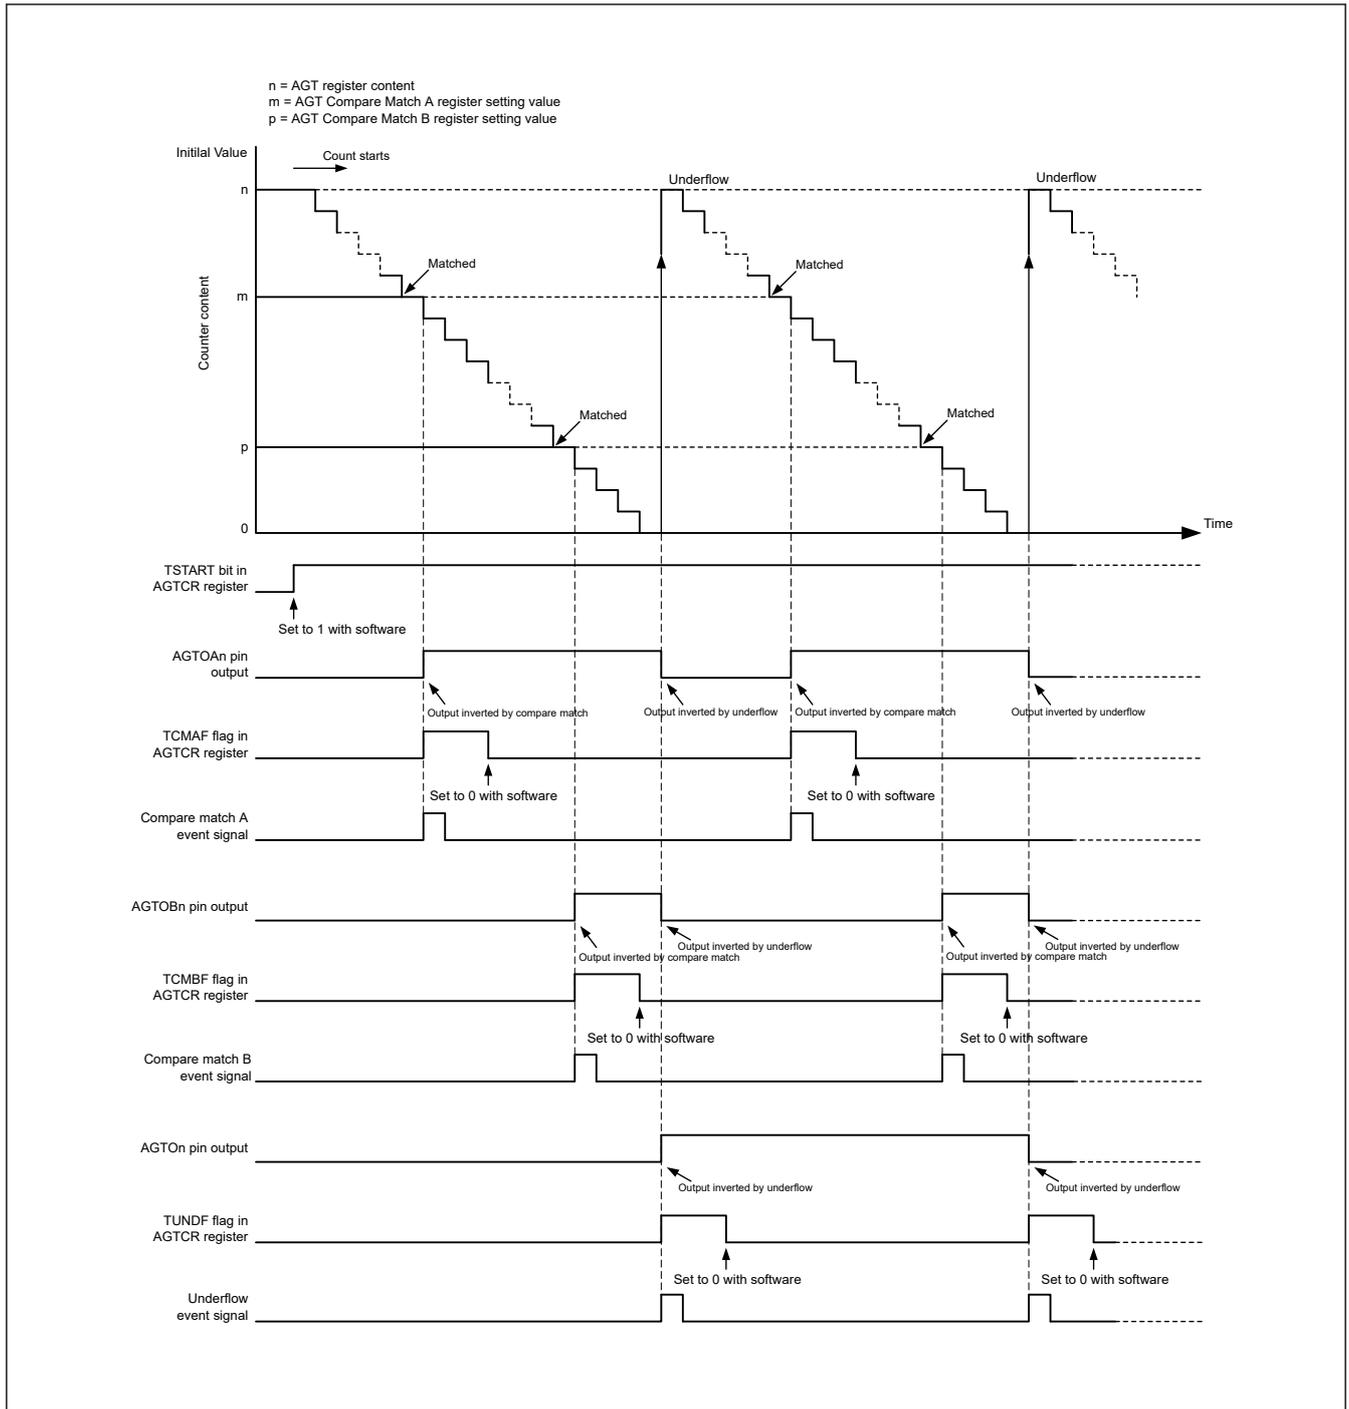 n = AGT register content
m = AGT Compare Match A register setting value
p = AGT Compare Match B register setting value
Initilal Value
Count starts
n
Underflow
Underflow
Matched
Matched
Counter content
m
Matched
Matched
p
0
Time
TSTART bit in
AGTCR register
Set to 1 with software
AGTOAn pin
output
Output inverted by compare match
Output inverted by underflow
Output inverted by compare match
Output inverted by underflow
TCMAF flag in
AGTCR register
Set to 0 with software
Set to 0 with software
Compare match A
event signal
AGTOBn pin output
Output inverted by underflow
Output inverted by compare match
Output inverted by underflow
Output inverted by compare match
TCMBF flag in
AGTCR register
Set to 0 with software
Set to 0 with software
Compare match B
event signal
AGTOn pin output
Output inverted by underflow
Output inverted by underflow
TUNDF flag in
AGTCR register
Set to 0 with software
Set to 0 with software
Underflow
event signal